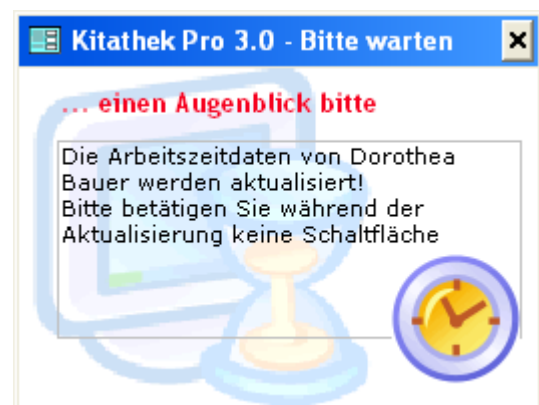 Kitathek Pro 3.0 - Bitte warten
... einen Augenblick bitte
Die Arbeitszeitdaten von Dorothea
Bauer werden aktualisiert!
Bitte betätigen Sie während der
Aktualisierung keine Schaltfläche